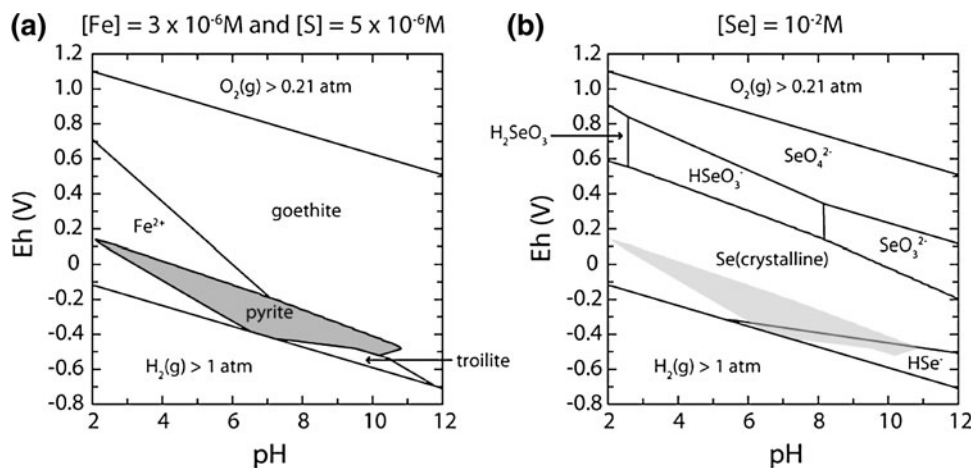 (a) [Fe] = 3 x 10⁻⁶M and [S] = 5 x 10⁻⁶M
1.2
1.0
0.8
0.6
0.4
0.2
0
-0.2
-0.4
-0.6
-0.8
Eh (V)
O₂(g) > 0.21 atm
goethite
Fe²⁺
pyrite
troilite
H₂(g) > 1 atm
2 4 6 8 10 12
pH
(b) [Se] = 10⁻²M
1.2
1.0
0.8
0.6
0.4
0.2
0
-0.2
-0.4
-0.6
-0.8
Eh (V)
O₂(g) > 0.21 atm
H₂SeO₃
SeO₄²⁻
HSeO₃⁻
SeO₃²⁻
Se(crystalline)
HSe⁻
H₂(g) > 1 atm
2 4 6 8 10 12
pH